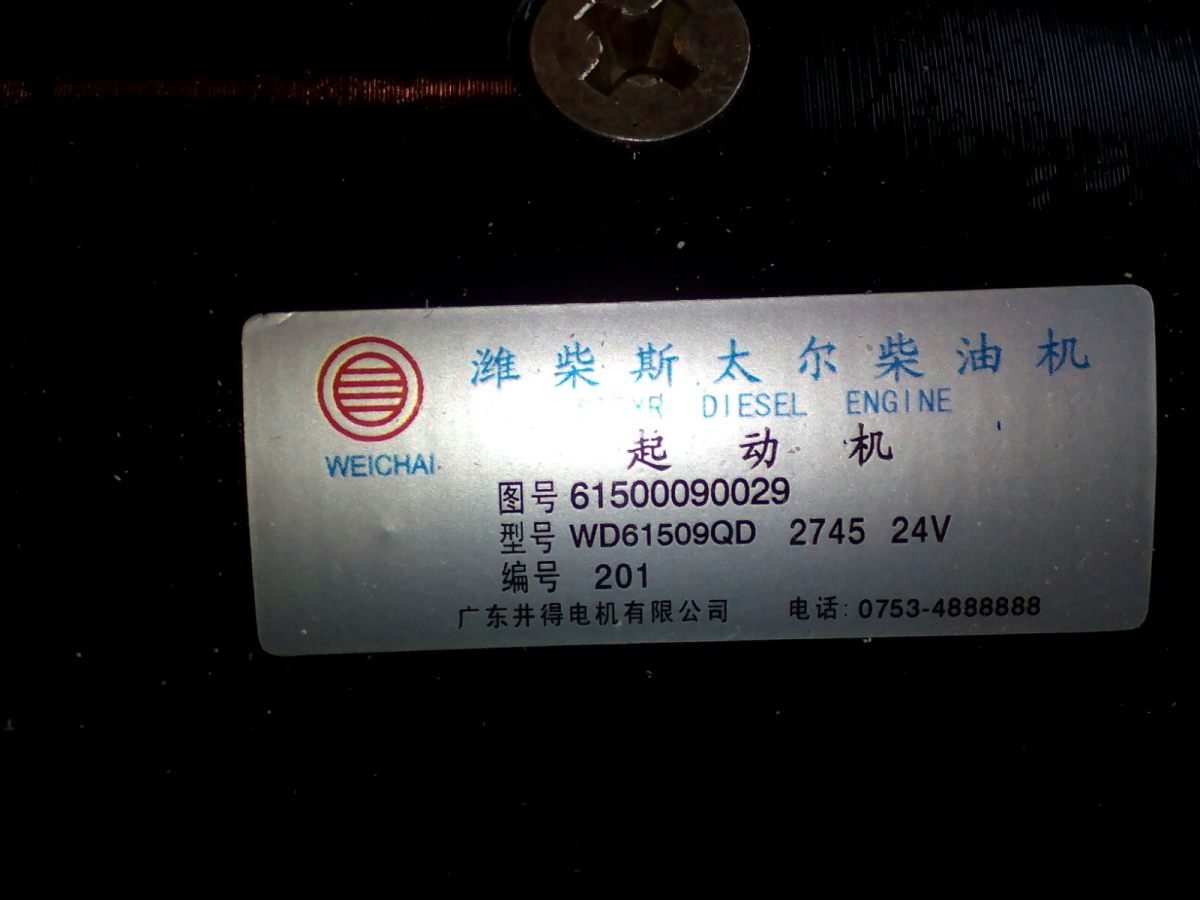 潍柴斯太尔柴油机
DIESEL ENGINE
起动机
WEICHAI
图号 61500090029
型号 WD61509QD 2745 24V
编号 201
广东井得电机有限公司 电话: 0753-4888888